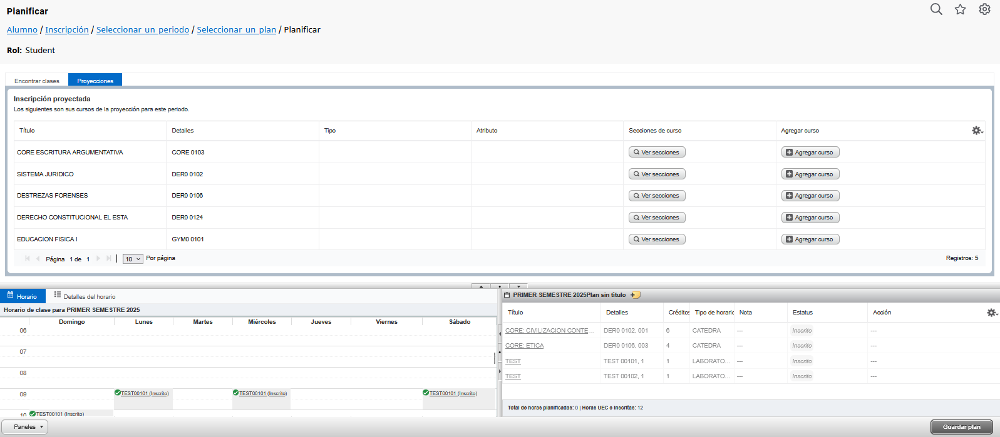 Planificar
Alumno / Inscripción / Seleccionar un periodo / Seleccionar un plan / Planificar
Rol: Student
Encontrar clases Proyecciones
Inscripción proyectada
Los siguientes son sus cursos de la proyección para este periodo.
Título Detalles Tipo Atributo Secciones de curso Agregar curso
CORE ESCRITURA ARGUMENTATIVA CORE 0103 Ver secciones Agregar curso
SISTEMA JURIDICO DER0 0102 Ver secciones Agregar curso
DESTREZAS FORENSES DER0 0106 Ver secciones Agregar curso
DERECHO CONSTITUCIONAL EL ESTA DER0 0124 Ver secciones Agregar curso
EDUCACION FISICA I GYM0 0101 Ver secciones Agregar curso
Página 1 de 1 10 Por página Registros: 5
Horario Detalles del horario
Horario de clase para PRIMER SEMESTRE 2025
Domingo Lunes Martes Miércoles Jueves Viernes Sábado
06
07
08
09 TEST00101 (Inscrito) TEST00101 (Inscrito) TEST00101 (Inscrito)
10 TEST00101 (Inscrito)
PRIMER SEMESTRE 2025Plan sin título
Título Detalles Créditos Tipo de horario Nota Estatus Acción
CORE: CIVILIZACION CONTE... DER0 0102, 001 6 CATEDRA --- Inscrito ---
CORE: ETICA DER0 0106, 003 4 CATEDRA --- Inscrito ---
TEST TEST 00101, 1 1 LABORATO... --- Inscrito ---
TEST TEST 00102, 1 1 LABORATO... --- Inscrito ---
Total de horas planificadas: 0 | Horas UEC e inscritas: 12
Paneles Guardar plan